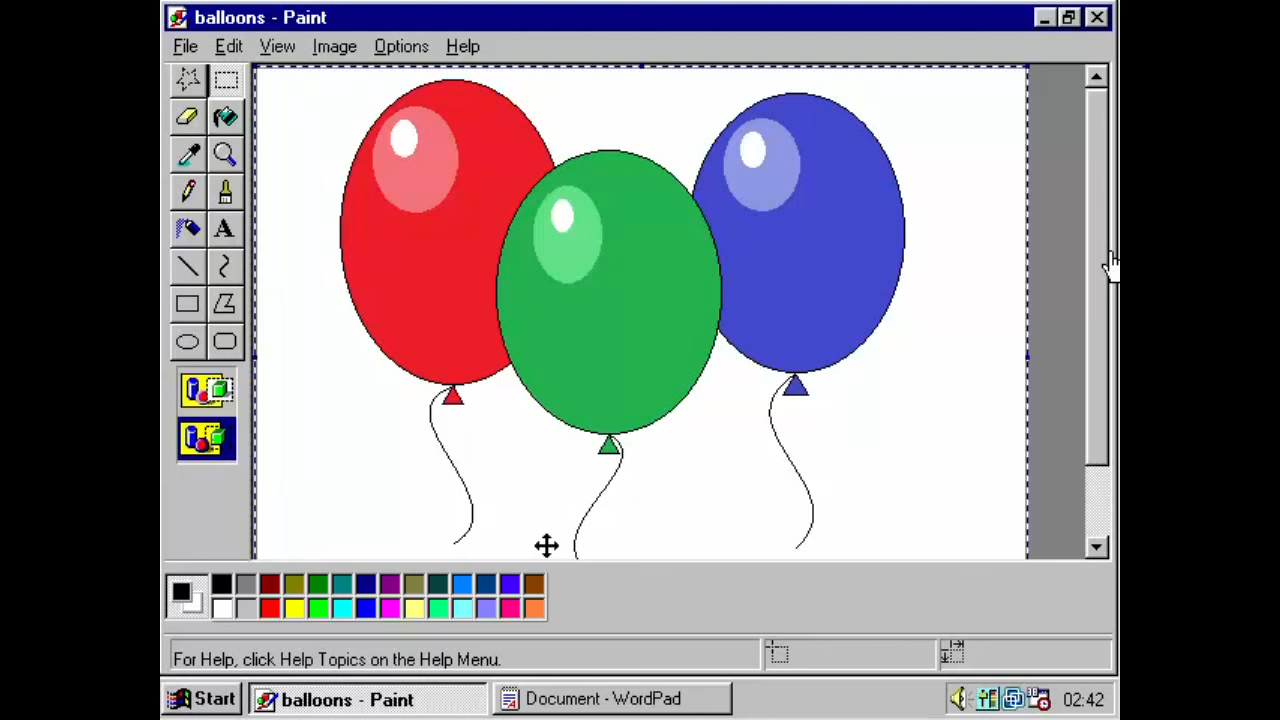 balloons - Paint
File Edit View Image Options Help
A
For Help, click Help Topics on the Help Menu.
Start balloons - Paint Document - WordPad 02:42